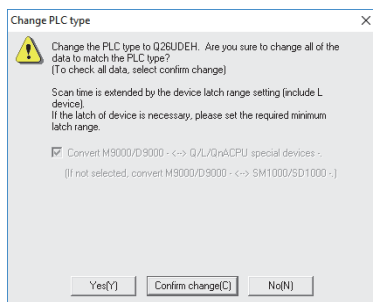 Change PLC type
Change the PLC type to Q26UDEH. Are you sure to change all of the
data to match the PLC type?
(To check all data, select confirm change)
Scan time is extended by the device latch range setting (include L
device).
If the latch of device is necessary, please set the required minimum
latch range.
Convert M9000/D9000 - <--> Q/L/QnACPU special devices -.
(If not selected, convert M9000/D9000 - <--> SM1000/SD1000 -.)
Yes(Y) Confirm change(C) No(N)